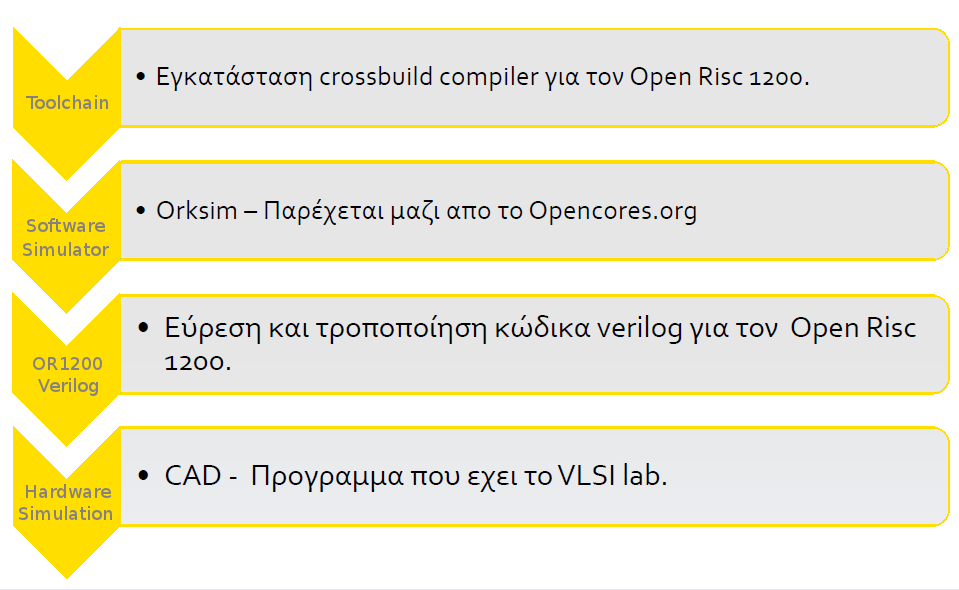 Toolchain
• Εγκατάσταση crossbuild compiler για τον Open Risc 1200.
Software
Simulator
• Orksim – Παρέχεται μαζι απο το Opencores.org
OR1200
Verilog
• Εύρεση και τροποποίηση κώδικα verilog για τον Open Risc
1200.
Hardware
Simulation
• CAD - Προγραμμα που εχει το VLSI lab.